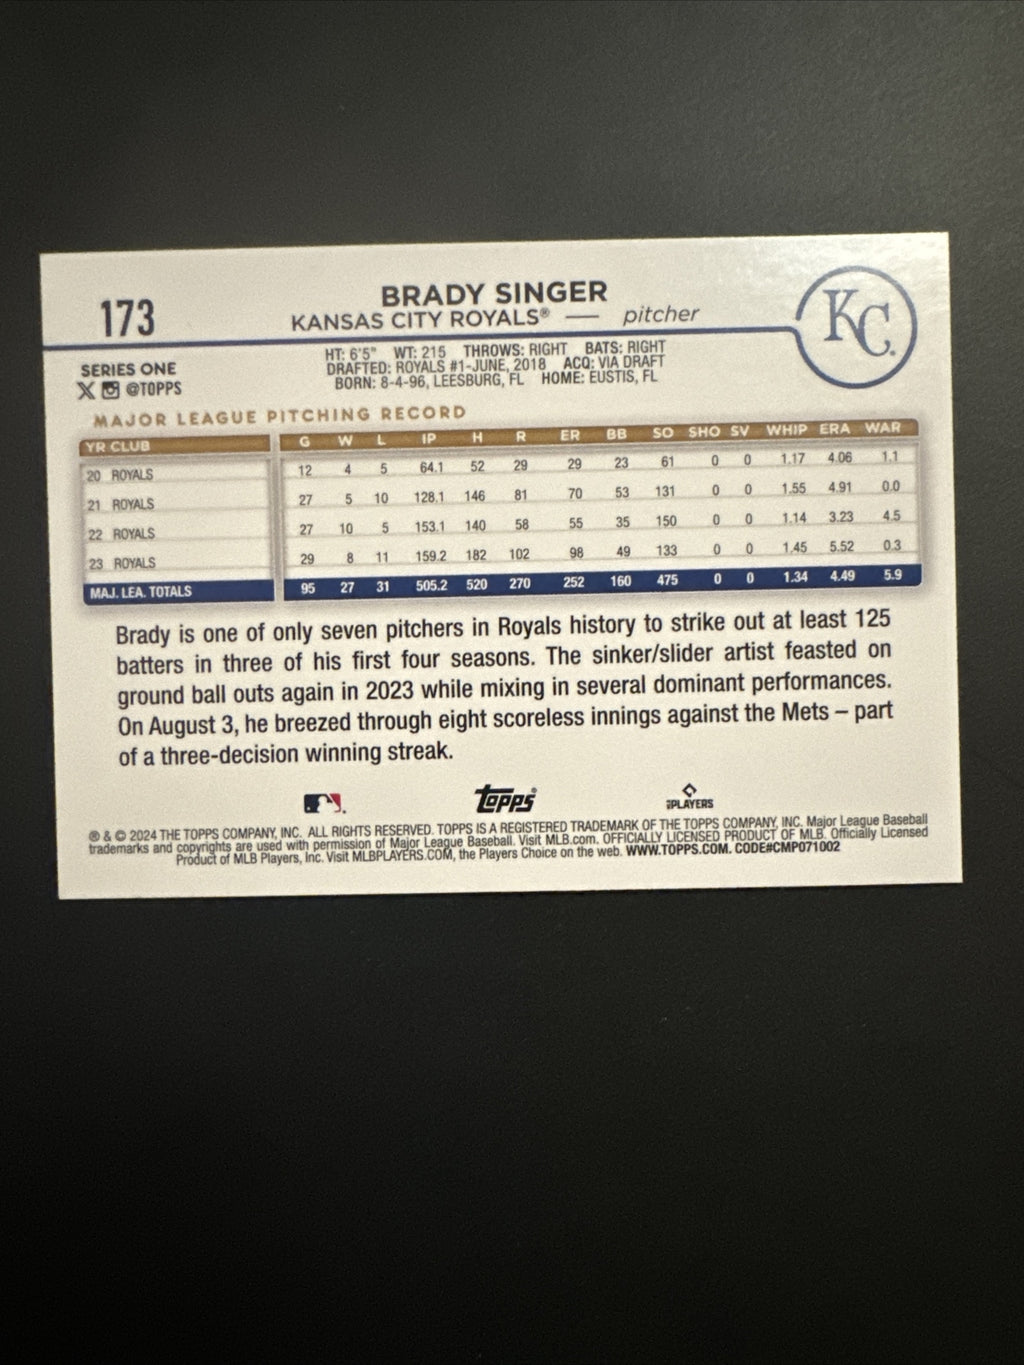 173
BRADY SINGER
KANSAS CITY ROYALS® — pitcher
KC
SERIES ONE
@TOPPS
HT: 6'5" WT: 215 THROWS: RIGHT BATS: RIGHT
DRAFTED: ROYALS #1-JUNE, 2018 ACQ: VIA DRAFT
BORN: 8-4-96, LEESBURG, FL HOME: EUSTIS, FL
MAJOR LEAGUE PITCHING RECORD
YR CLUB G W L IP H R ER BB SO SHO SV WHIP ERA WAR
20 ROYALS 12 4 5 64.1 52 29 29 23 61 0 0 1.17 4.06 1.1
21 ROYALS 27 5 10 128.1 146 81 70 53 131 0 0 1.55 4.91 0.0
22 ROYALS 27 10 5 153.1 140 58 55 35 150 0 0 1.14 3.23 4.5
23 ROYALS 29 8 11 159.2 182 102 98 49 133 0 0 1.45 5.52 0.3
MAJ. LEA. TOTALS 95 27 31 505.2 520 270 252 160 475 0 0 1.34 4.49 5.9
Brady is one of only seven pitchers in Royals history to strike out at least 125
batters in three of his first four seasons. The sinker/slider artist feasted on
ground ball outs again in 2023 while mixing in several dominant performances.
On August 3, he breezed through eight scoreless innings against the Mets – part
of a three-decision winning streak.
Topps
PLAYERS
® & © 2024 THE TOPPS COMPANY, INC. ALL RIGHTS RESERVED. TOPPS IS A REGISTERED TRADEMARK OF THE TOPPS COMPANY, INC. Major League Baseball
trademarks and copyrights are used with permission of Major League Baseball. Visit MLB.com. OFFICIALLY LICENSED PRODUCT OF MLB. Officially Licensed
Product of MLB Players, Inc. Visit MLBPLAYERS.COM, the Players Choice on the web. WWW.TOPPS.COM. CODE#CMP071002